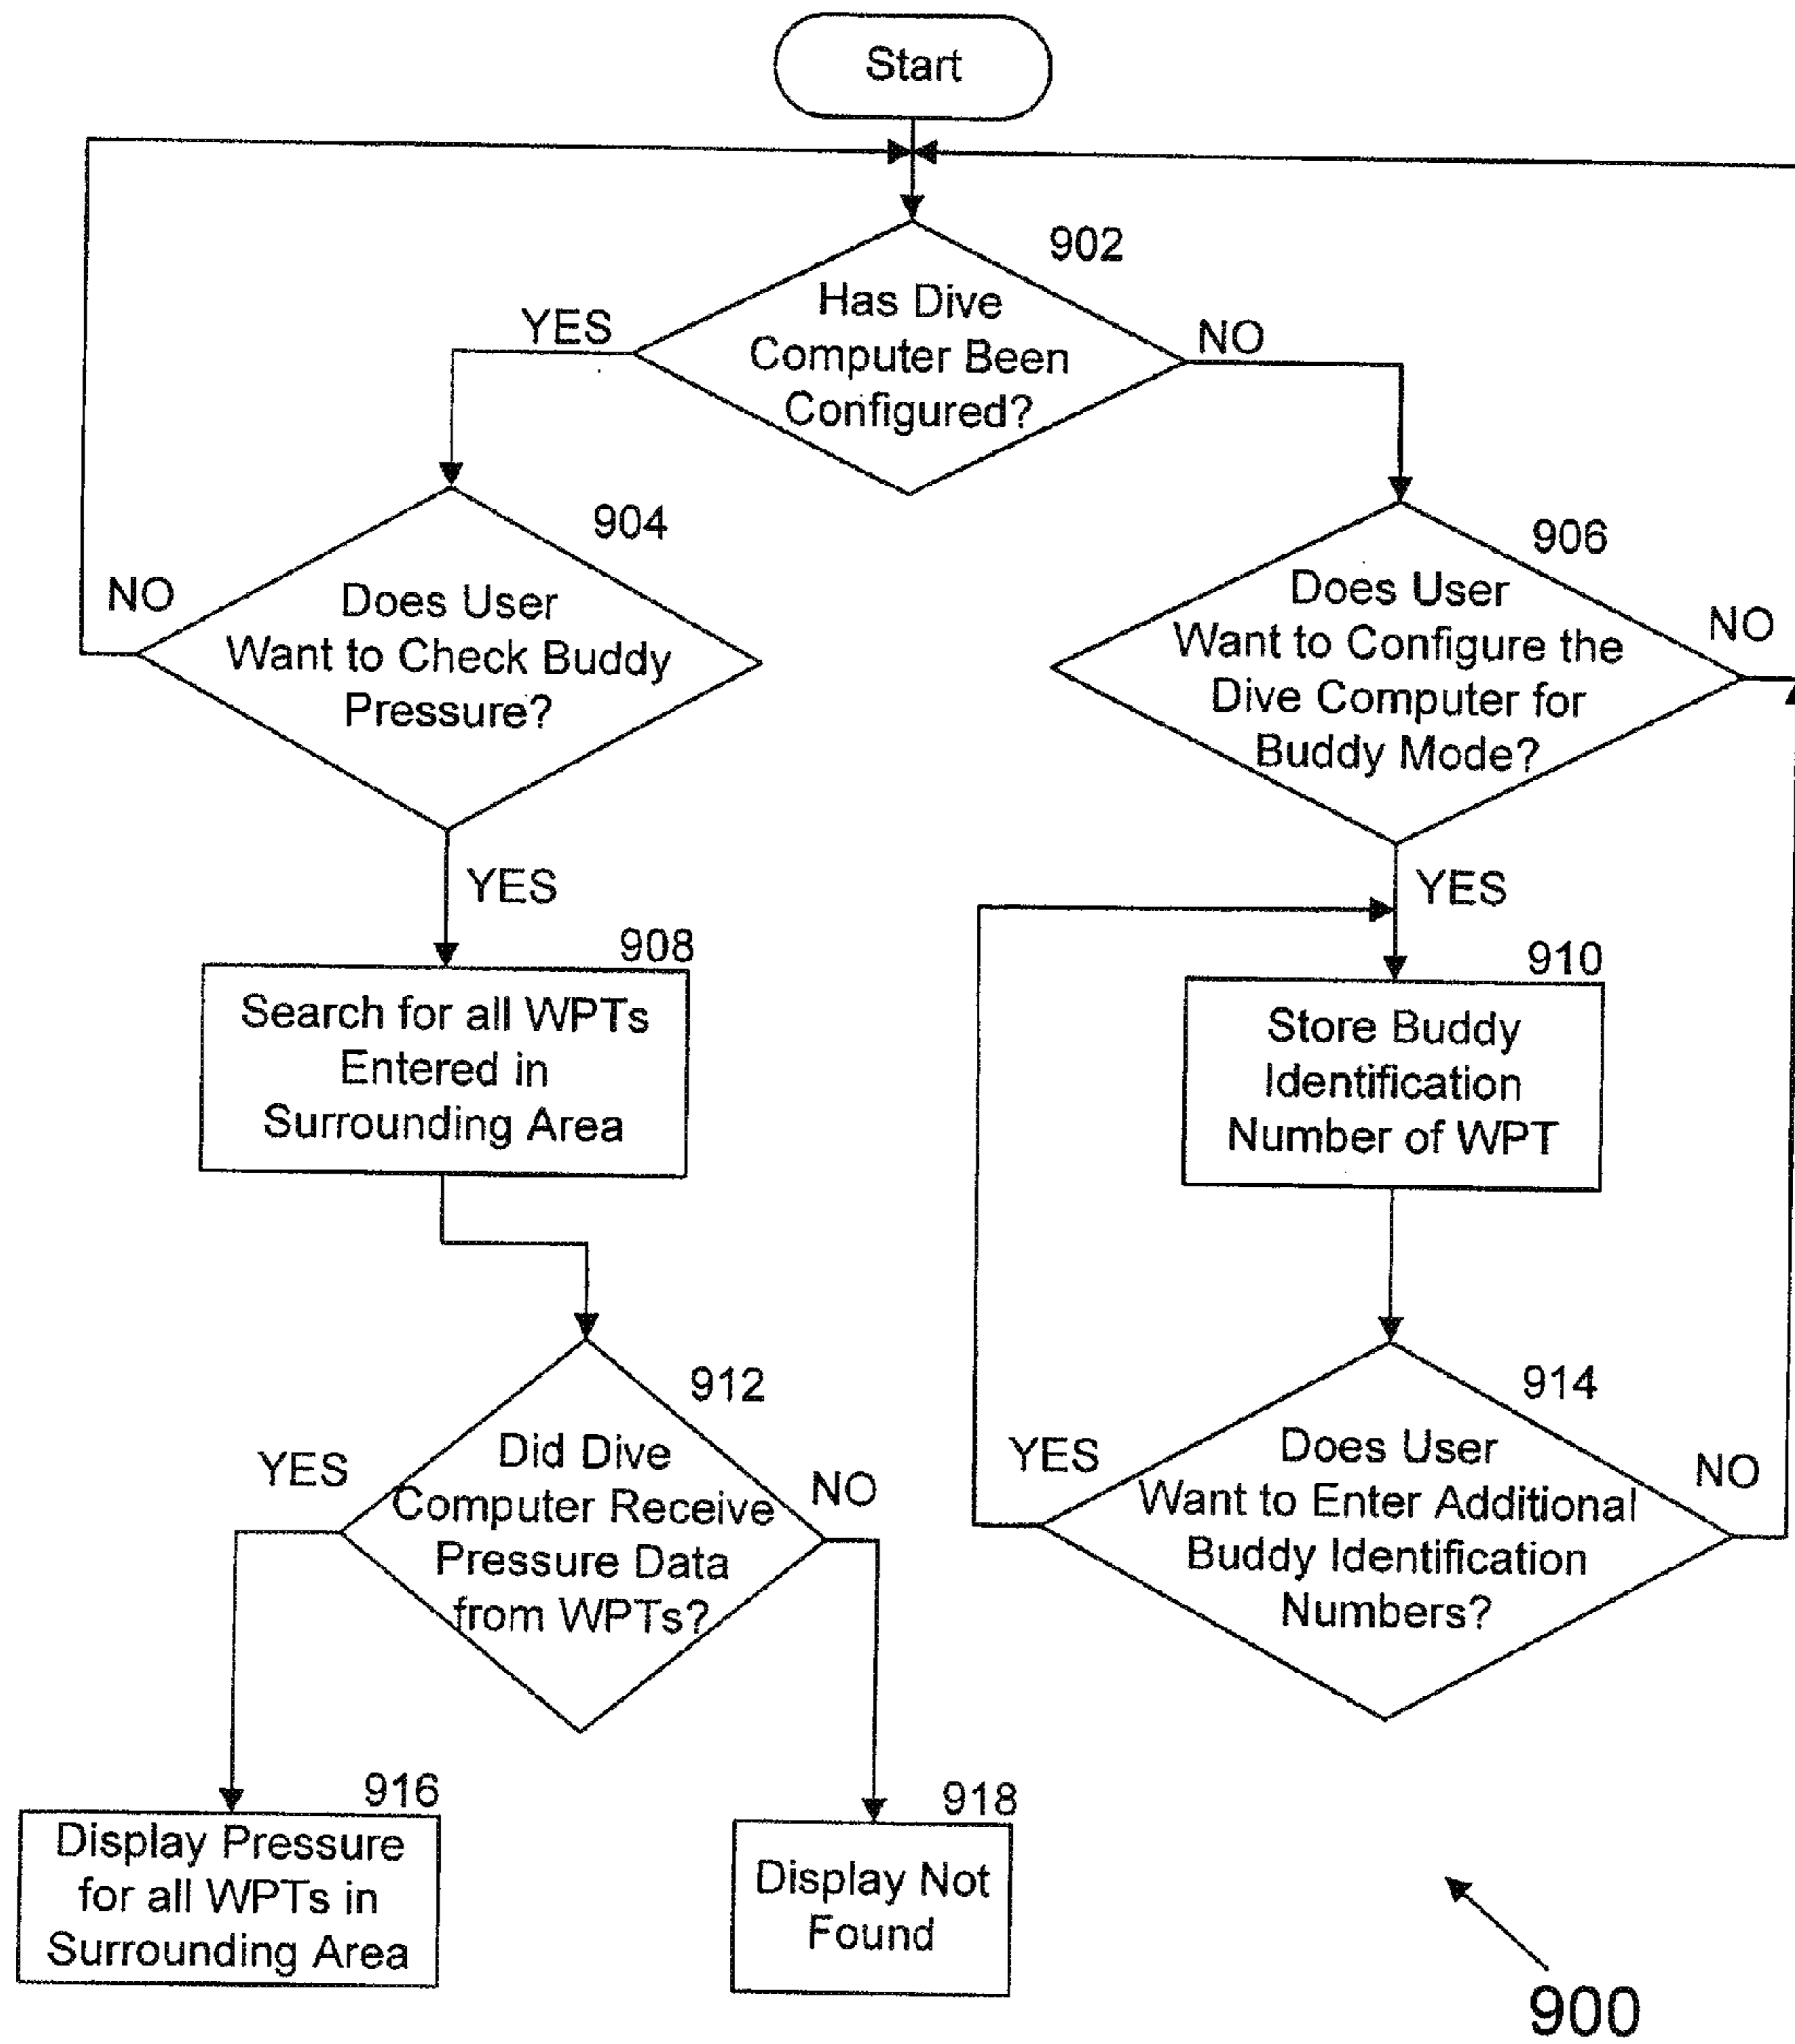 Start
902
Has Dive
Computer Been
Configured?
YES
NO
904
Does User
Want to Check Buddy
Pressure?
NO
YES
906
Does User
Want to Configure the
Dive Computer for
Buddy Mode?
NO
YES
908
Search for all WPTs
Entered in
Surrounding Area
910
Store Buddy
Identification
Number of WPT
912
Did Dive
Computer Receive
Pressure Data
from WPTs?
YES
NO
914
Does User
Want to Enter Additional
Buddy Identification
Numbers?
YES
NO
916
Display Pressure
for all WPTs in
Surrounding Area
918
Display Not
Found
900